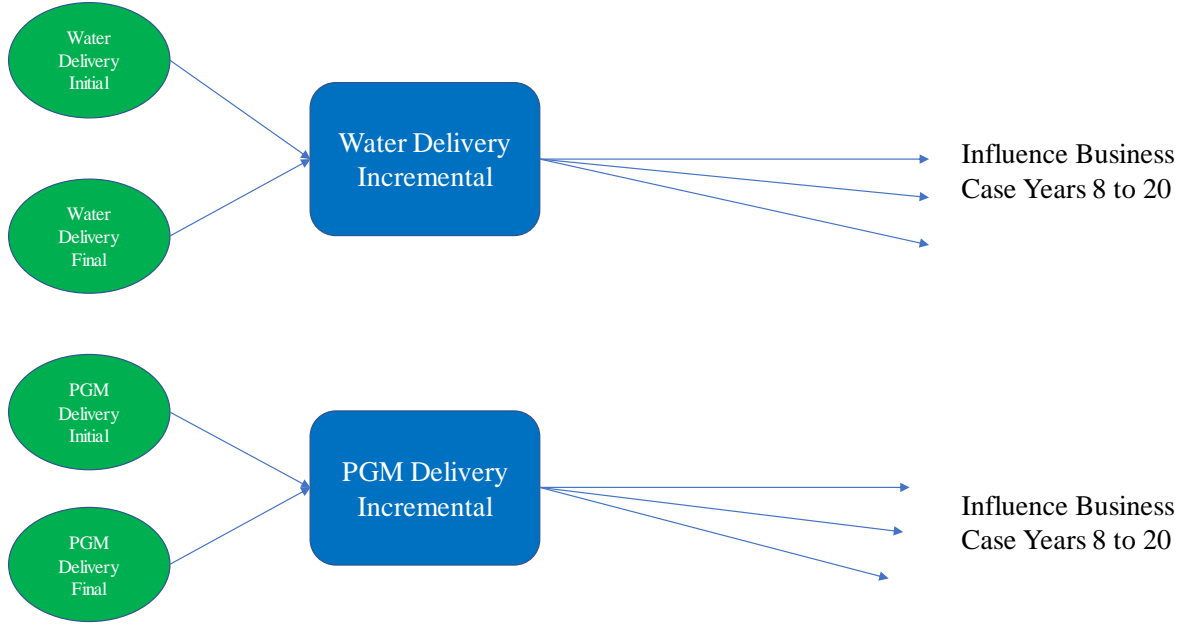 Water
Delivery
Initial
Water Delivery
Incremental
Influence Business
Case Years 8 to 20
Water
Delivery
Final
PGM
Delivery
Initial
PGM Delivery
Incremental
Influence Business
Case Years 8 to 20
PGM
Delivery
Final